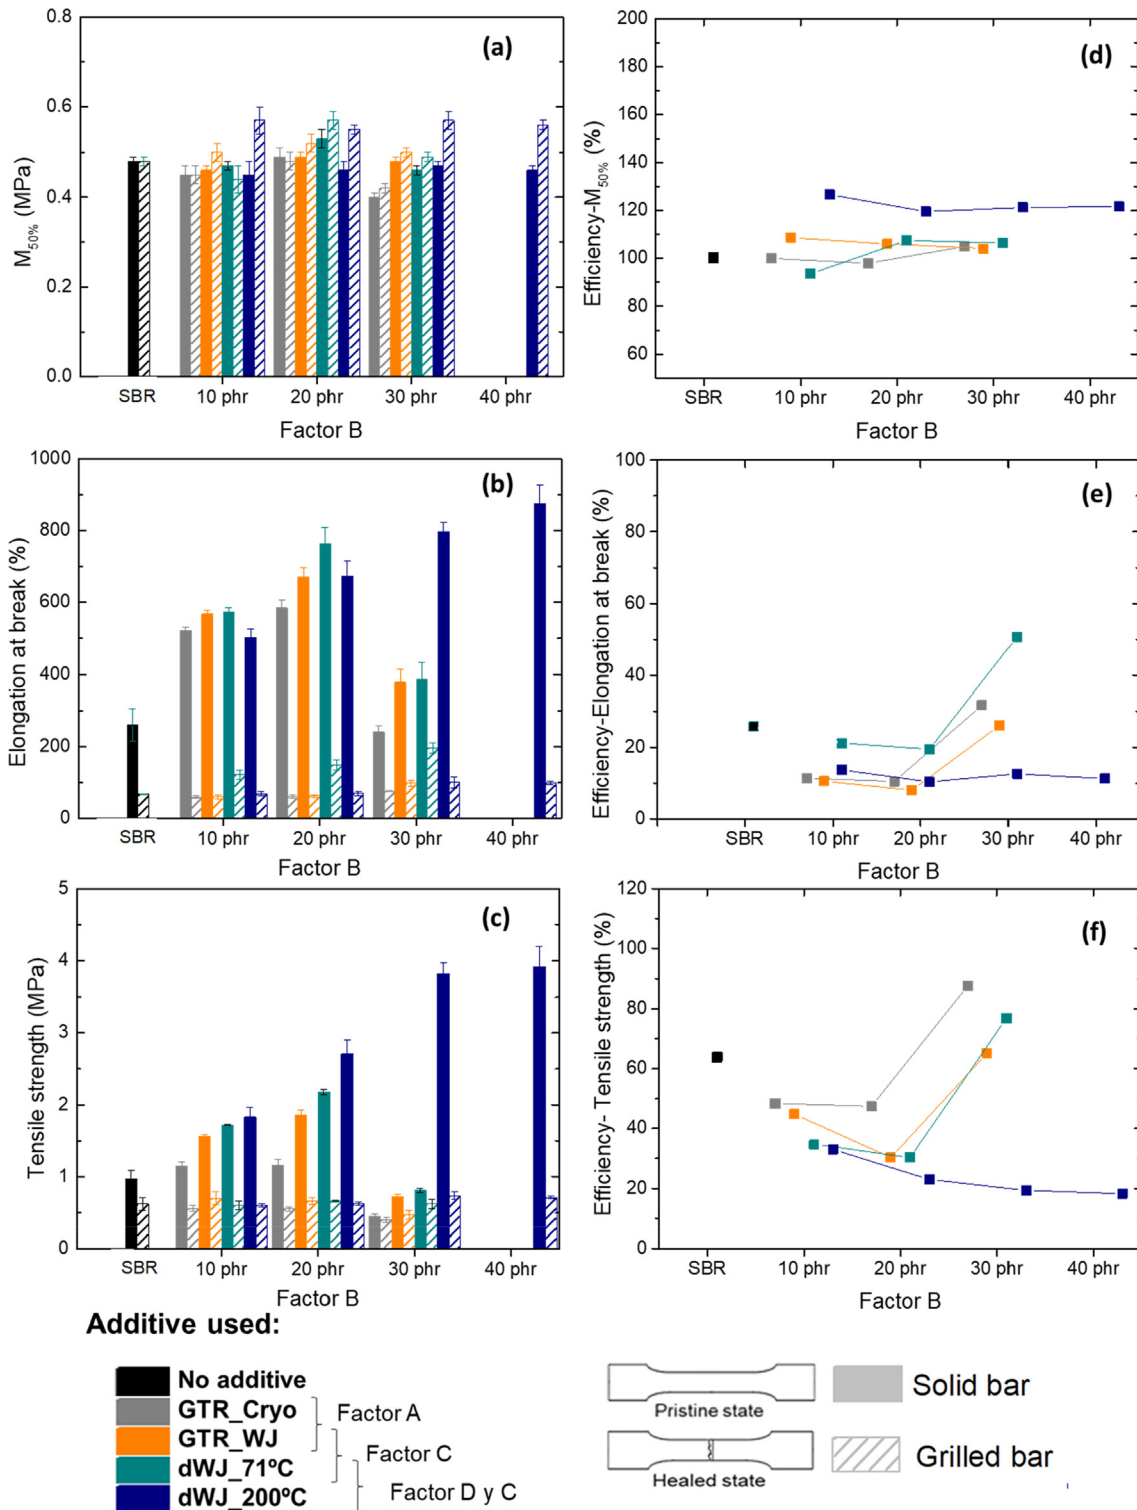 0.8
0.6
0.4
0.2
0.0
M50% (MPa)
(a)
SBR 10 phr 20 phr 30 phr 40 phr
Factor B
200
180
160
140
120
100
80
60
Efficiency-M50% (%)
(d)
SBR 10 phr 20 phr 30 phr 40 phr
Factor B
1000
800
600
400
200
0
Elongation at break (%)
(b)
SBR 10 phr 20 phr 30 phr 40 phr
Factor B
100
80
60
40
20
0
Efficiency-Elongation at break (%)
(e)
SBR 10 phr 20 phr 30 phr 40 phr
Factor B
5
4
3
2
1
0
Tensile strength (MPa)
(c)
SBR 10 phr 20 phr 30 phr 40 phr
Factor B
120
100
80
60
40
20
0
Efficiency- Tensile strength (%)
(f)
SBR 10 phr 20 phr 30 phr 40 phr
Factor B
Additive used:
No additive
GTR_Cryo
GTR_WJ
dWJ_71ºC
dWJ_200ºC
Factor A
Factor C
Factor D y C
Pristine state
Solid bar
Healed state
Grilled bar